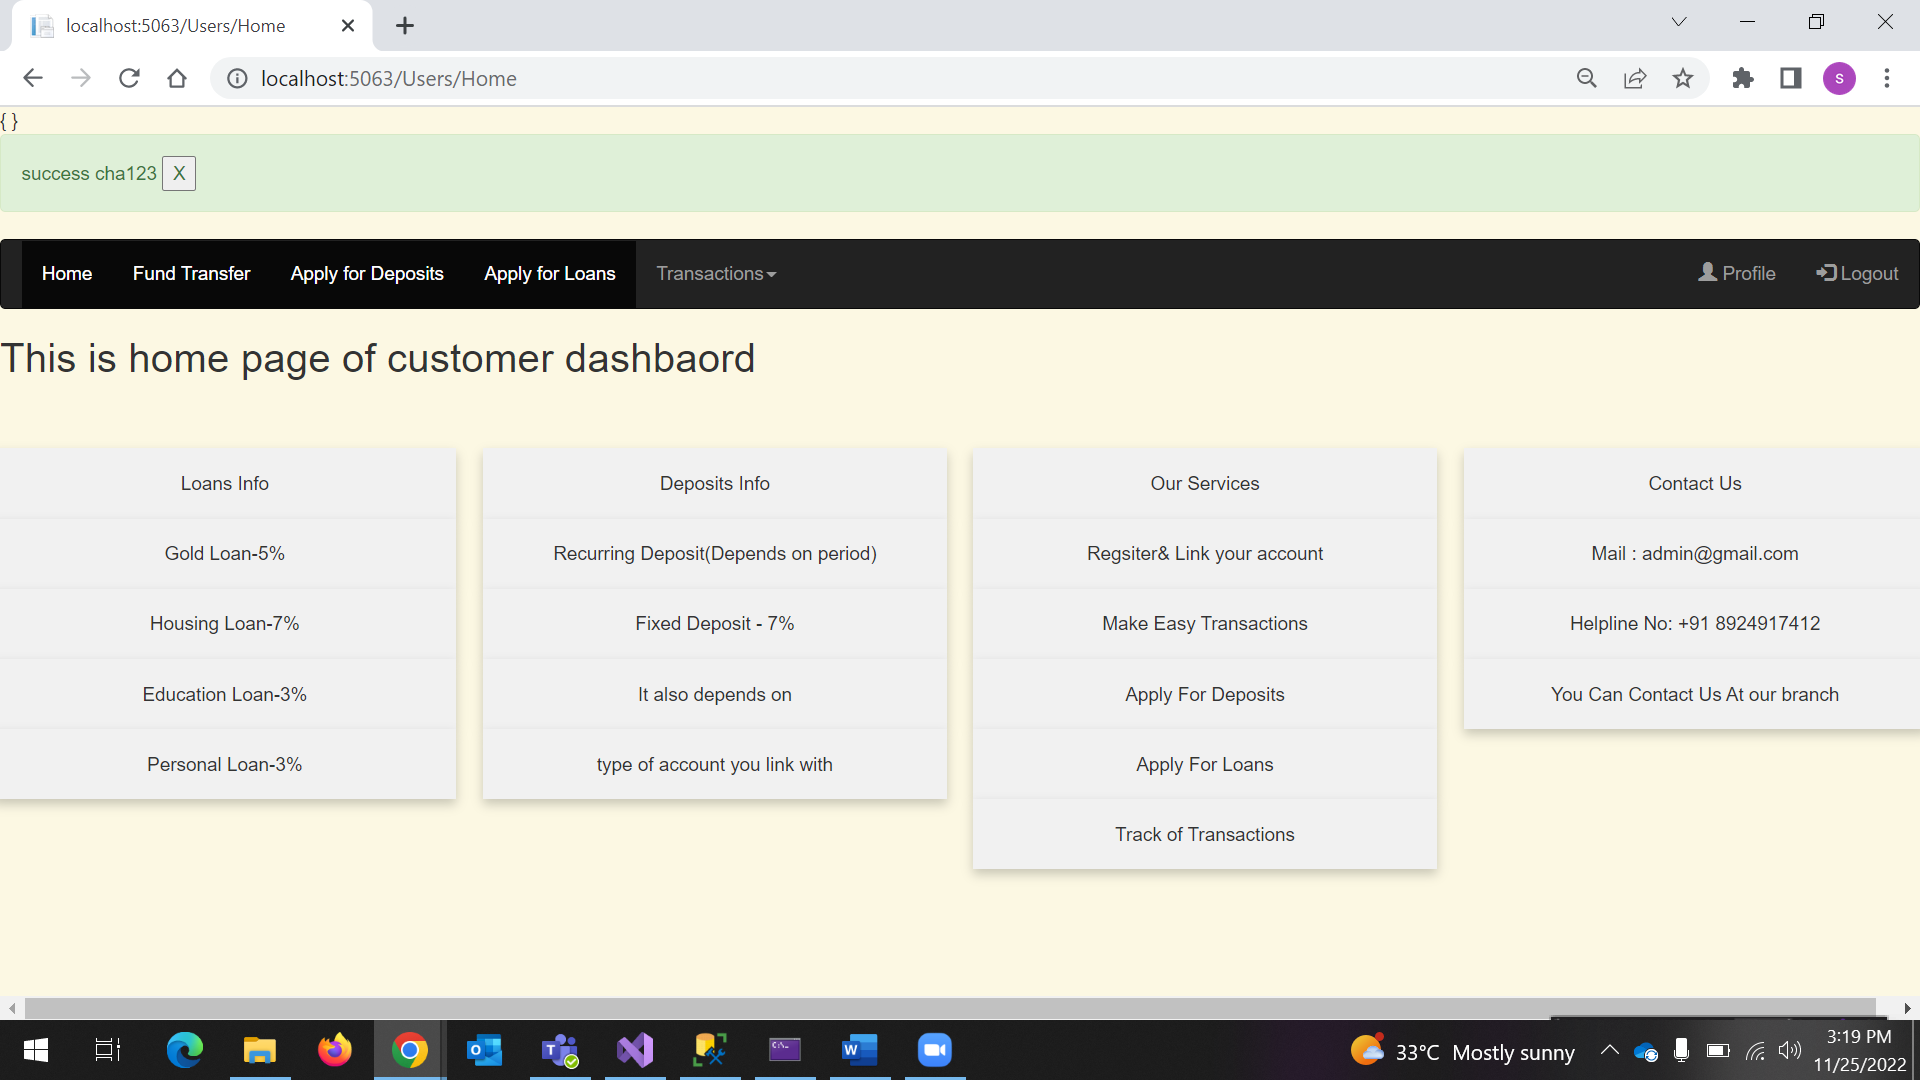 localhost:5063/Users/Home
localhost:5063/Users/Home
s
{ }
success cha123 X
Home Fund Transfer Apply for Deposits Apply for Loans Transactions Profile Logout
This is home page of customer dashbaord
Loans Info
Gold Loan-5%
Housing Loan-7%
Education Loan-3%
Personal Loan-3%
Deposits Info
Recurring Deposit(Depends on period)
Fixed Deposit - 7%
It also depends on
type of account you link with
Our Services
Regsiter& Link your account
Make Easy Transactions
Apply For Deposits
Apply For Loans
Track of Transactions
Contact Us
Mail : admin@gmail.com
Helpline No: +91 8924917412
You Can Contact Us At our branch
33°C Mostly sunny
3:19 PM
11/25/2022